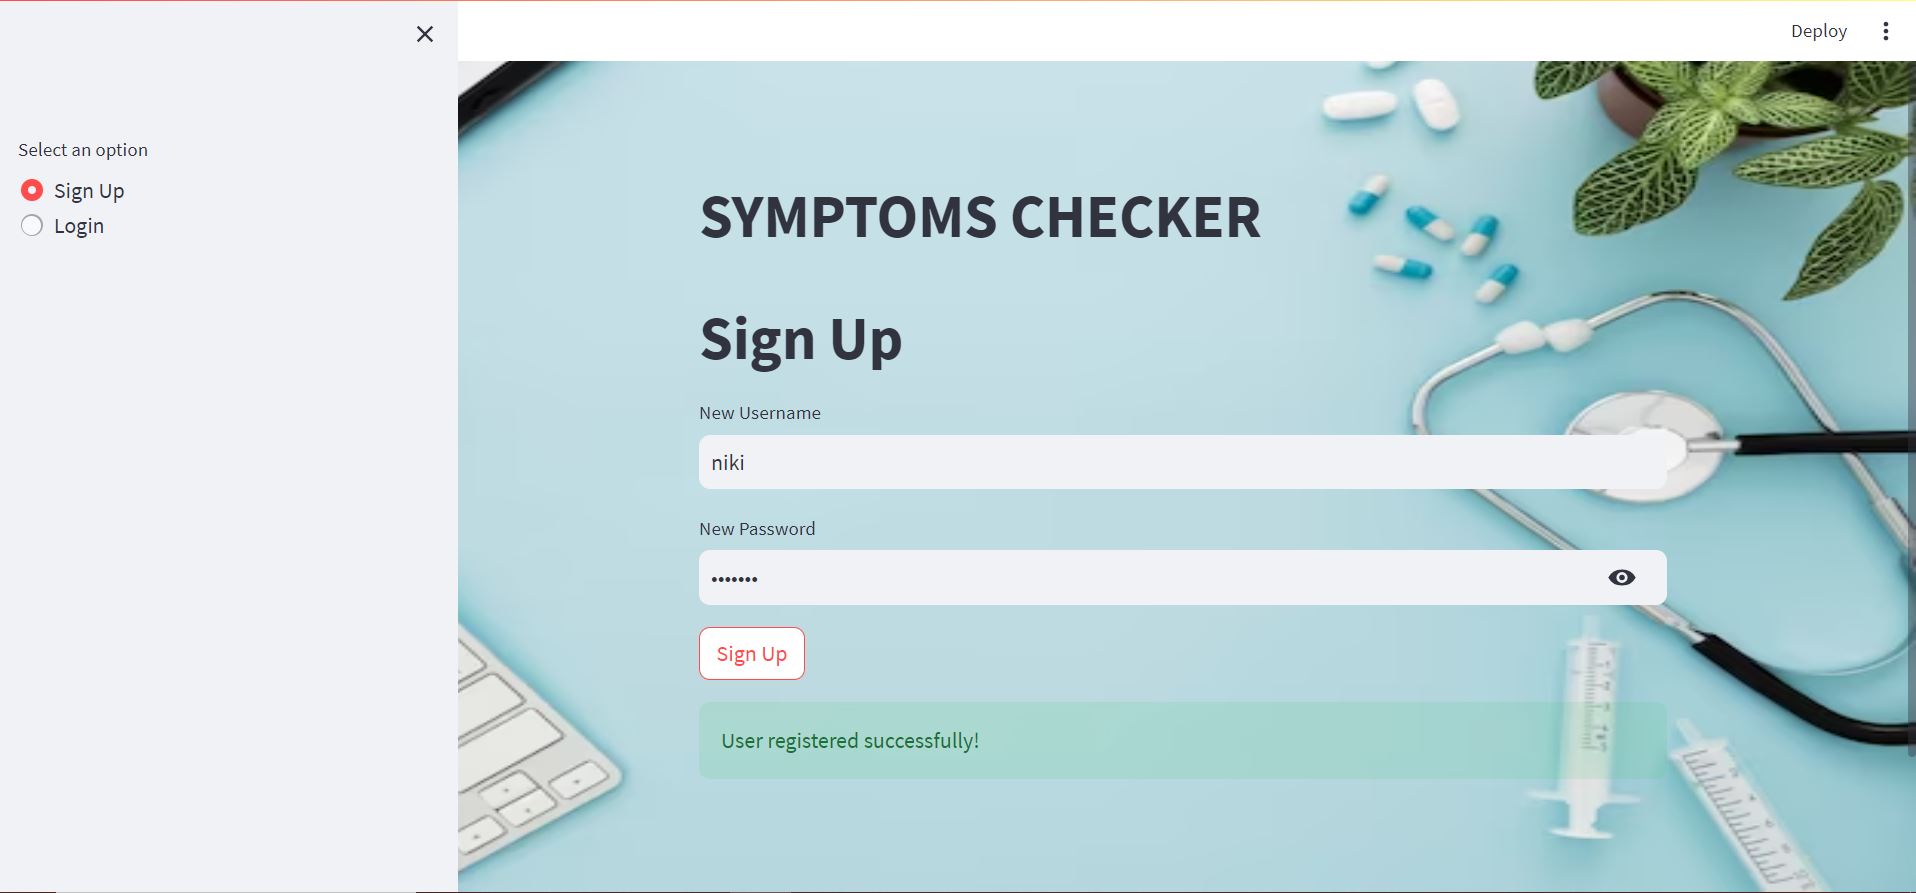 Deploy
Select an option
Sign Up
Login
SYMPTOMS CHECKER
Sign Up
New Username
niki
New Password
•••••••
Sign Up
User registered successfully!